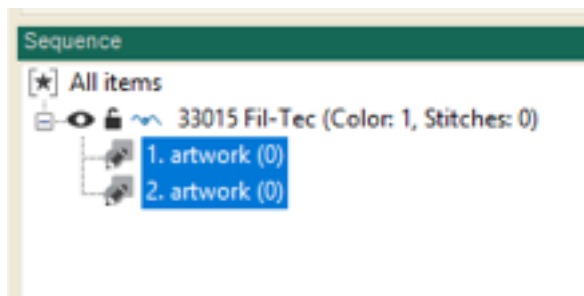 Sequence
[★] All items
33015 Fil-Tec (Color: 1, Stitches: 0)
1. artwork (0)
2. artwork (0)